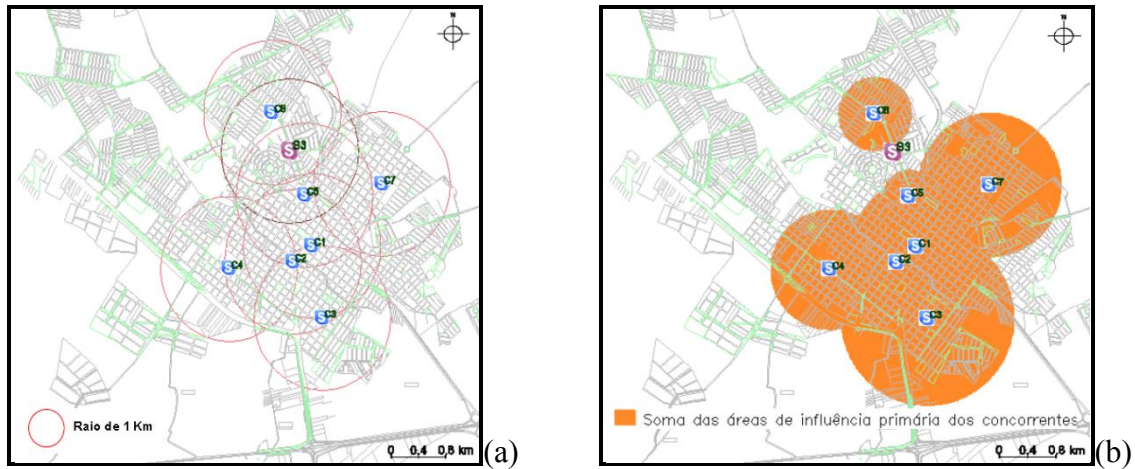 N
C6
S3
C7
C5
C1
C2
C4
C3
Raio de 1 Km
0 0,4 0,8 km
(a)
N
C6
S3
C7
C5
C1
C2
C4
C3
Soma das áreas de influência primária dos concorrentes
0 0,4 0,8 km
(b)